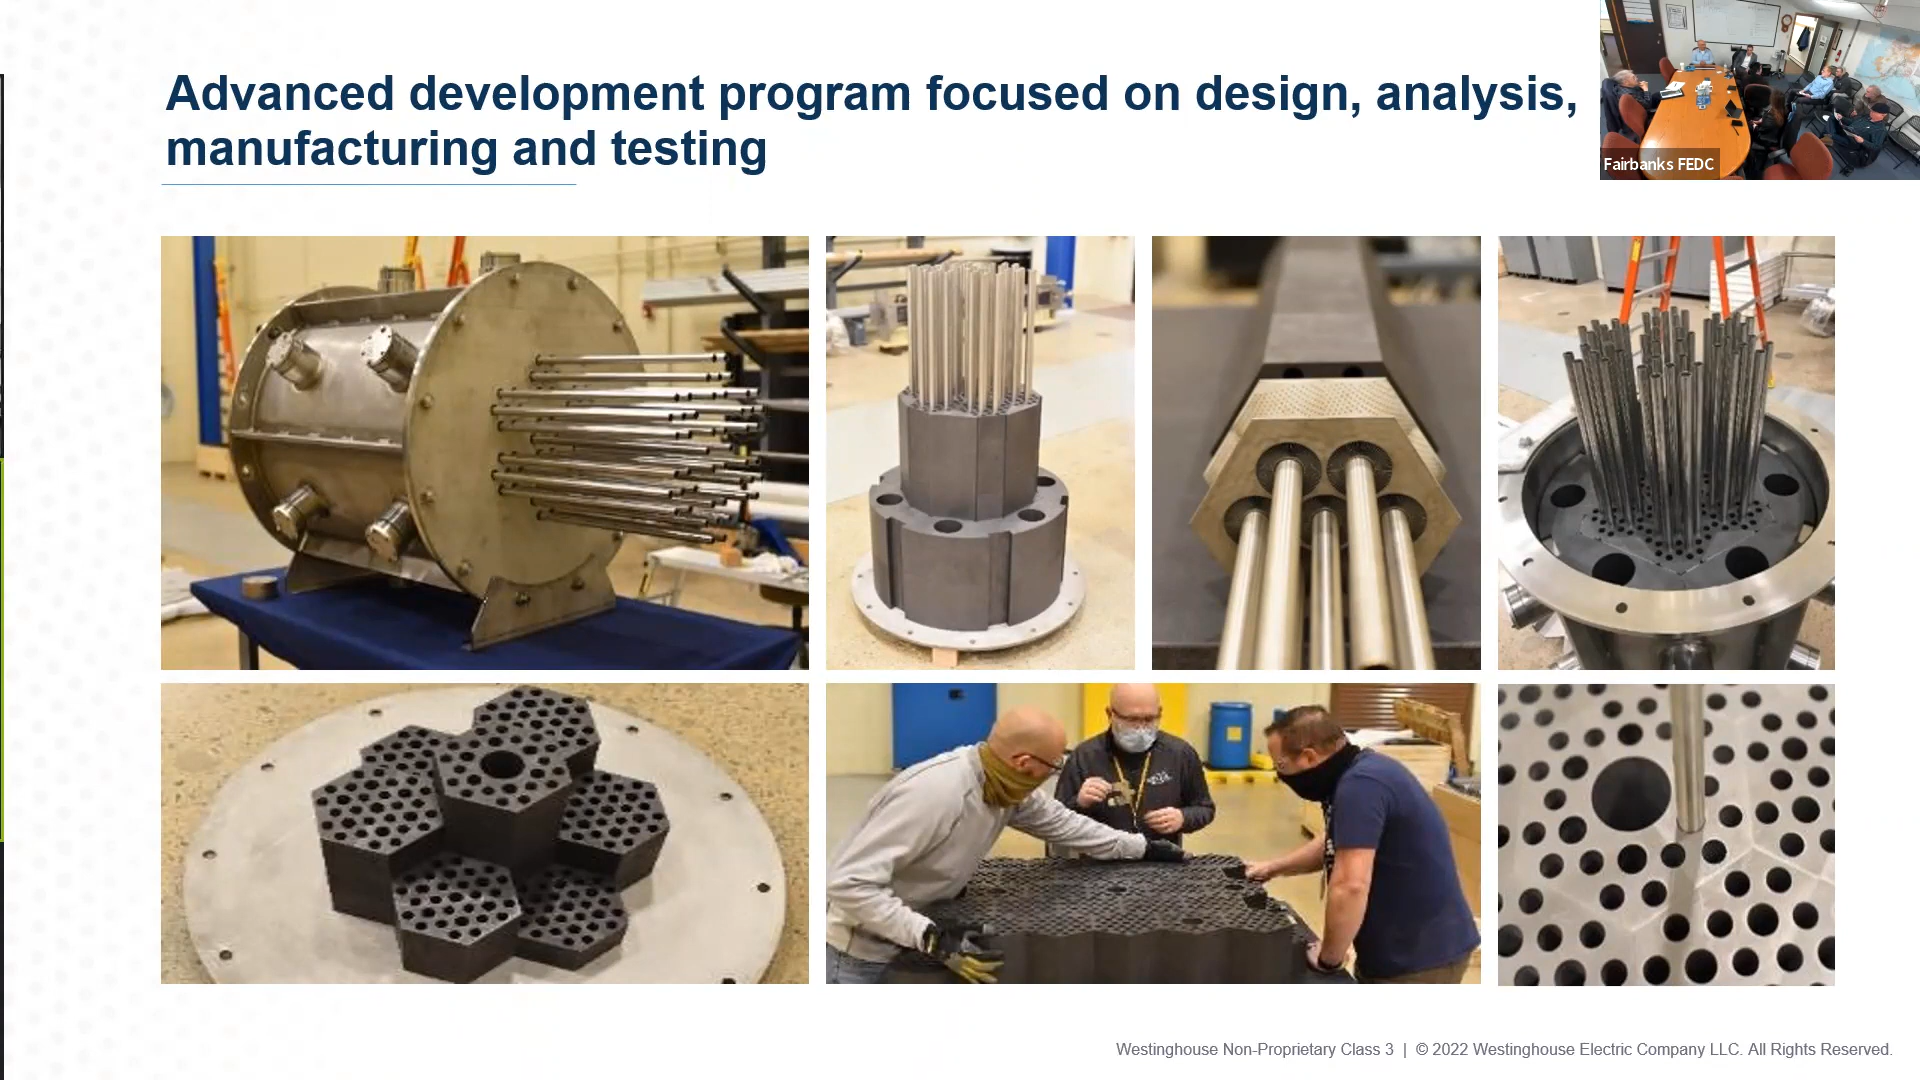 Advanced development program focused on design, analysis,
manufacturing and testing
Fairbanks FEDC
Westinghouse Non-Proprietary Class 3 | © 2022 Westinghouse Electric Company LLC. All Rights Reserved.